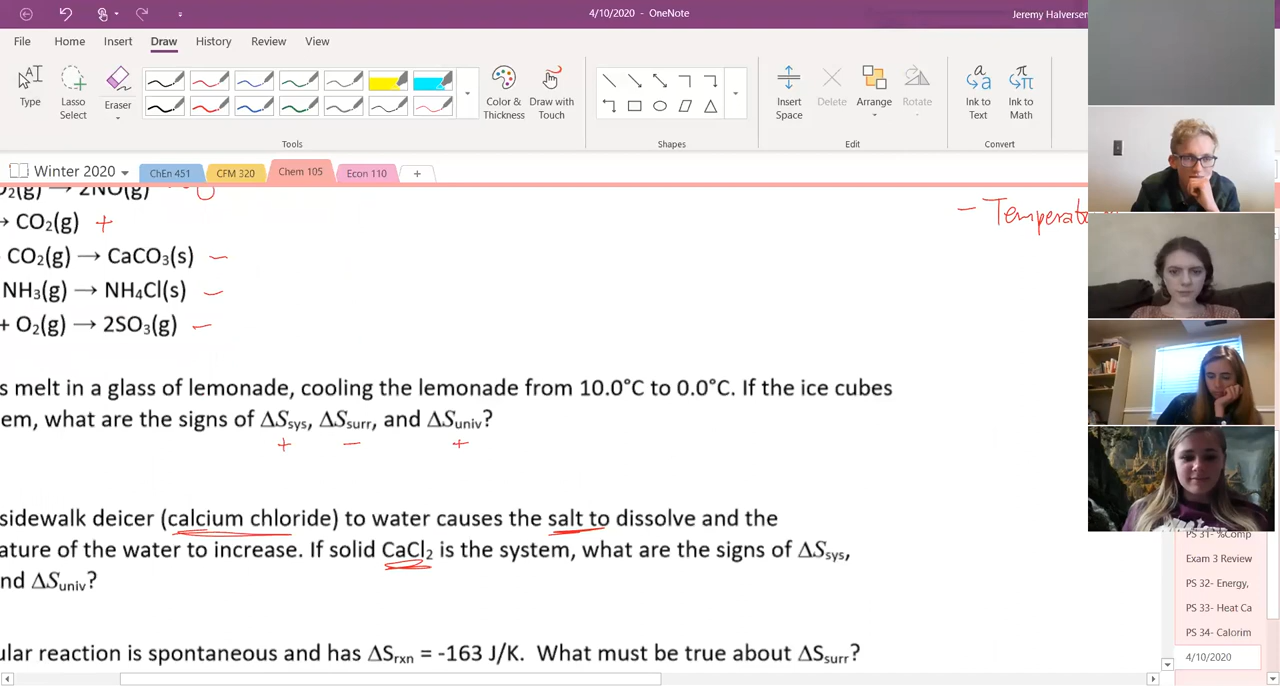 4/10/2020 - OneNote
Jeremy Halversen
File Home Insert Draw History Review View
Type
Lasso Select
Eraser
Color & Thickness
Draw with Touch
Insert Space
Delete
Arrange
Rotate
Ink to Text
Ink to Math
Tools
Shapes
Edit
Convert
Winter 2020
ChEn 451
CFM 320
Chem 105
Econ 110
+
O₂(g) → 2NO(g) ~ 0
→ CO₂(g) +
CO₂(g) → CaCO₃(s) −
NH₃(g) → NH₄Cl(s) −
+ O₂(g) → 2SO₃(g) −
- Temperat
s melt in a glass of lemonade, cooling the lemonade from 10.0°C to 0.0°C. If the ice cubes
em, what are the signs of ΔSsys, ΔSsurr, and ΔSuniv?
+ − +
sidewalk deicer (calcium chloride) to water causes the salt to dissolve and the
ature of the water to increase. If solid CaCl₂ is the system, what are the signs of ΔSsys,
nd ΔSuniv?
ular reaction is spontaneous and has ΔSrxn = -163 J/K. What must be true about ΔSsurr?
PS 31- %Comp
Exam 3 Review
PS 32- Energy,
PS 33- Heat Ca
PS 34- Calorim
4/10/2020